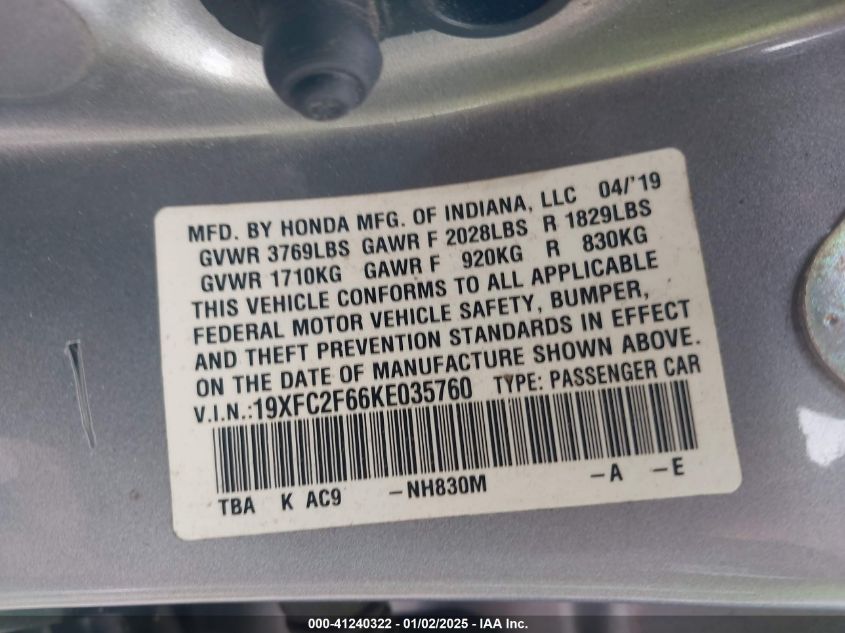 MFD. BY HONDA MFG. OF INDIANA, LLC 04/'19
GVWR 3769LBS GAWR F 2028LBS R 1829LBS
GVWR 1710KG GAWR F 920KG R 830KG
THIS VEHICLE CONFORMS TO ALL APPLICABLE
FEDERAL MOTOR VEHICLE SAFETY, BUMPER,
AND THEFT PREVENTION STANDARDS IN EFFECT
ON THE DATE OF MANUFACTURE SHOWN ABOVE.
V.I.N.:19XFC2F66KE035760 TYPE: PASSENGER CAR
TBA K AC9 -NH830M -A -E
000-41240322 - 01/02/2025 - IAA Inc.